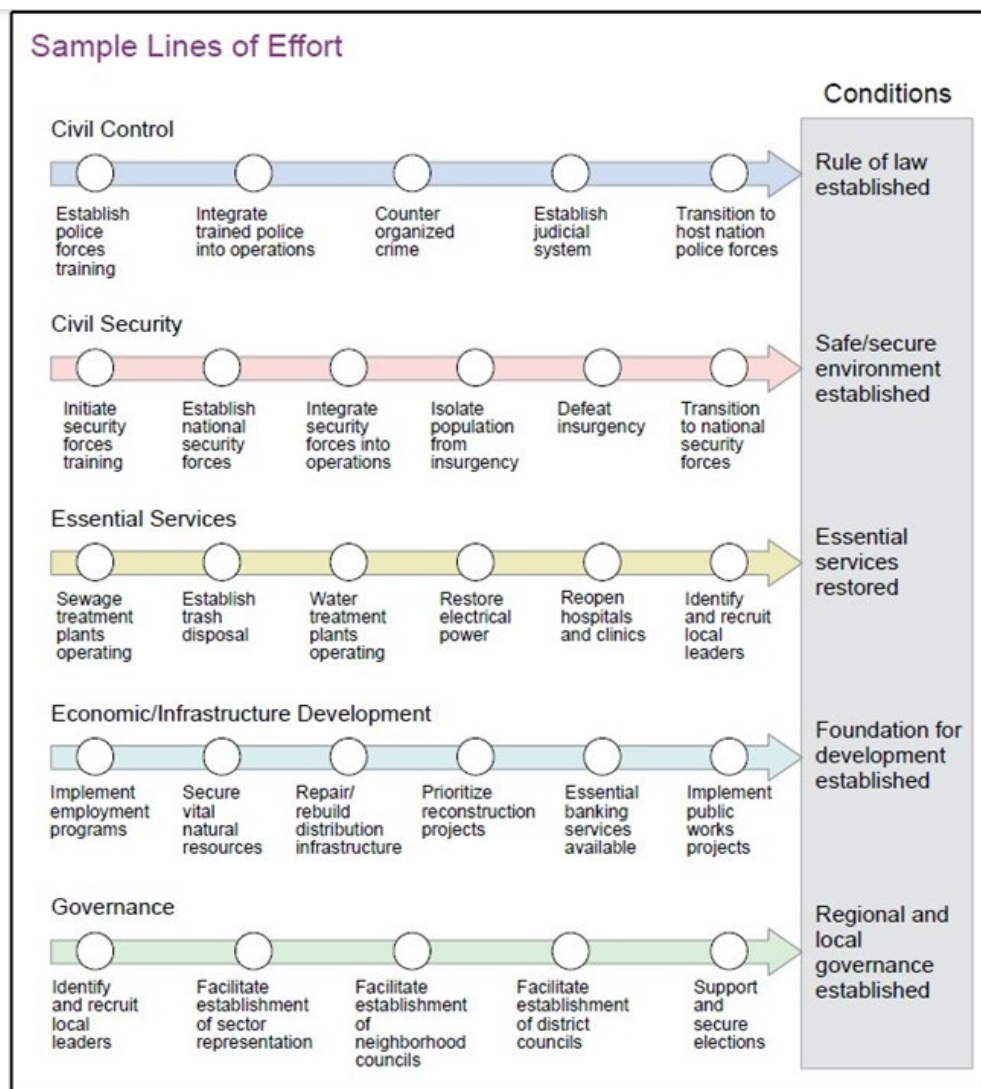 Sample Lines of Effort
Conditions
Civil Control
Establish
police
forces
training
Integrate
trained police
into operations
Counter
organized
crime
Establish
judicial
system
Transition to
host nation
police forces
Rule of law
established
Civil Security
Initiate
security
forces
training
Establish
national
security
forces
Integrate
security
forces into
operations
Isolate
population
from
insurgency
Defeat
insurgency
Transition
to national
security
forces
Safe/secure
environment
established
Essential Services
Sewage
treatment
plants
operating
Establish
trash
disposal
Water
treatment
plants
operating
Restore
electrical
power
Reopen
hospitals
and clinics
Identify
and recruit
local
leaders
Essential
services
restored
Economic/Infrastructure Development
Implement
employment
programs
Secure
vital
natural
resources
Repair/
rebuild
distribution
infrastructure
Prioritize
reconstruction
projects
Essential
banking
services
available
Implement
public
works
projects
Foundation for
development
established
Governance
Identify
and recruit
local
leaders
Facilitate
establishment
of sector
representation
Facilitate
establishment
of
neighborhood
councils
Facilitate
establishment
of district
councils
Support
and
secure
elections
Regional and
local
governance
established